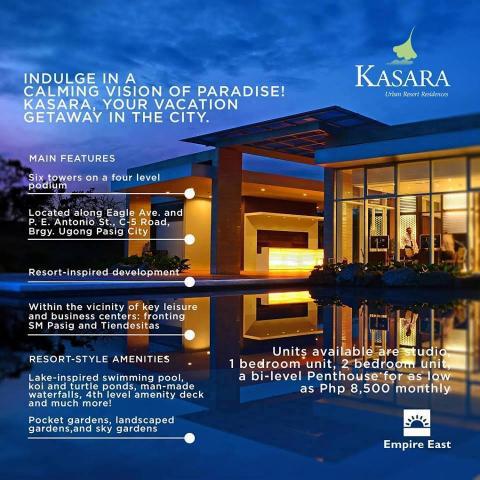 INDULGE IN A
CALMING VISION OF PARADISE!
KASARA, YOUR VACATION
GETAWAY IN THE CITY.
KASARA
Urban Resort Residences
MAIN FEATURES
Six towers on a four level
podium
Located along Eagle Ave. and
P. E. Antonio St., C-5 Road,
Brgy. Ugong Pasig City
Resort-inspired development
Within the vicinity of key leisure
and business centers: fronting
SM Pasig and Tiendesitas
RESORT-STYLE AMENITIES
Lake-inspired swimming pool,
koi and turtle ponds, man-made
waterfalls, 4th level amenity deck
and much more!
Pocket gardens, landscaped
gardens,and sky gardens
Units available are studio,
1 bedroom unit, 2 bedroom unit,
a bi-level Penthouse for as low
as Php 8,500 monthly
Empire East